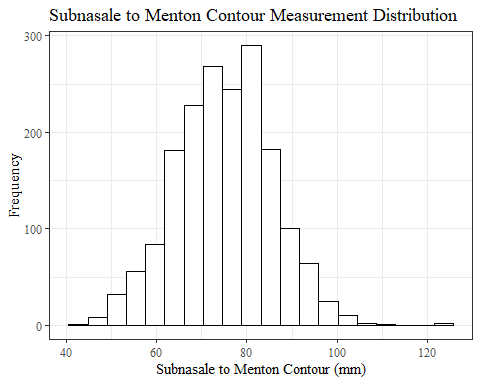 Subnasale to Menton Contour Measurement Distribution
300
200
100
0
Frequency
40 60 80 100 120
Subnasale to Menton Contour (mm)